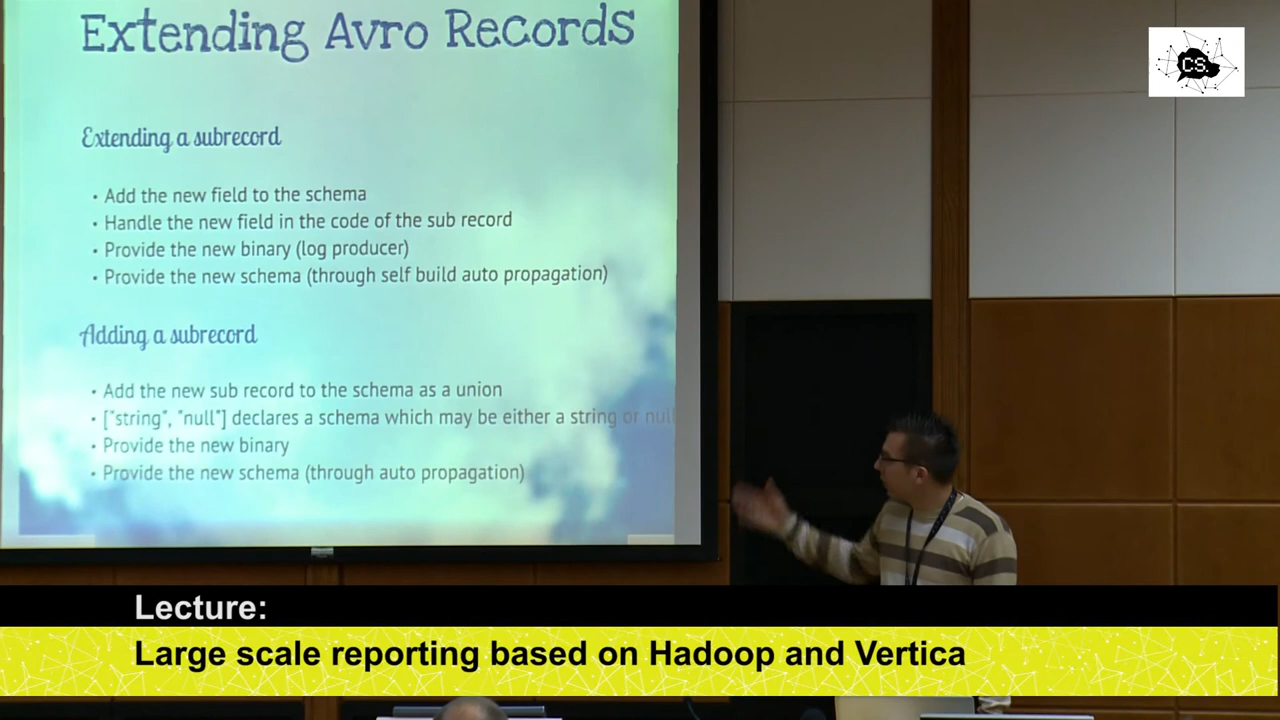 Extending Avro Records
CS.
Extending a subrecord
• Add the new field to the schema
• Handle the new field in the code of the sub record
• Provide the new binary (log producer)
• Provide the new schema (through self build auto propagation)
Adding a subrecord
• Add the new sub record to the schema as a union
• ["string", "null"] declares a schema which may be either a string or null
• Provide the new binary
• Provide the new schema (through auto propagation)
Lecture:
Large scale reporting based on Hadoop and Vertica